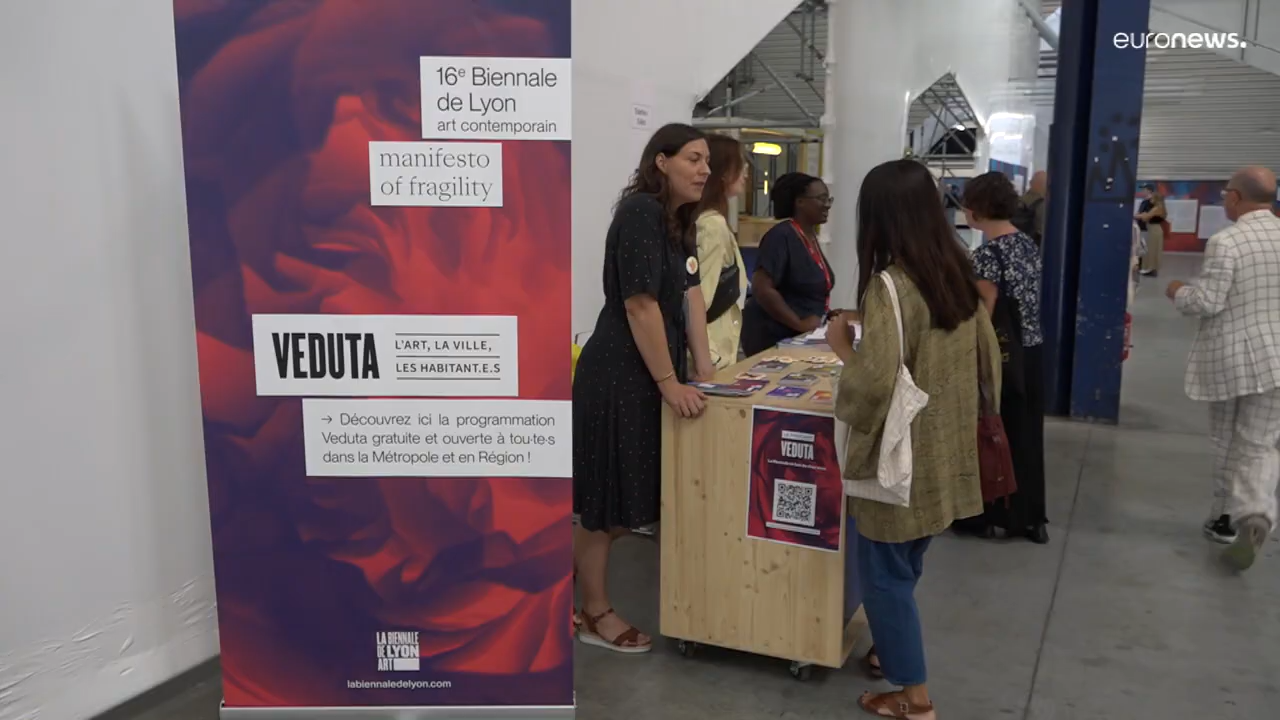 euronews.
16e Biennale
de Lyon
art contemporain
manifesto
of fragility
VEDUTA
L'ART, LA VILLE,
LES HABITANT.E.S
→ Découvrez ici la programmation
Veduta gratuite et ouverte à tou·te·s
dans la Métropole et en Région !
LA BIENNALE
DE LYON
ART
labiennaledelyon.com
VEDUTA